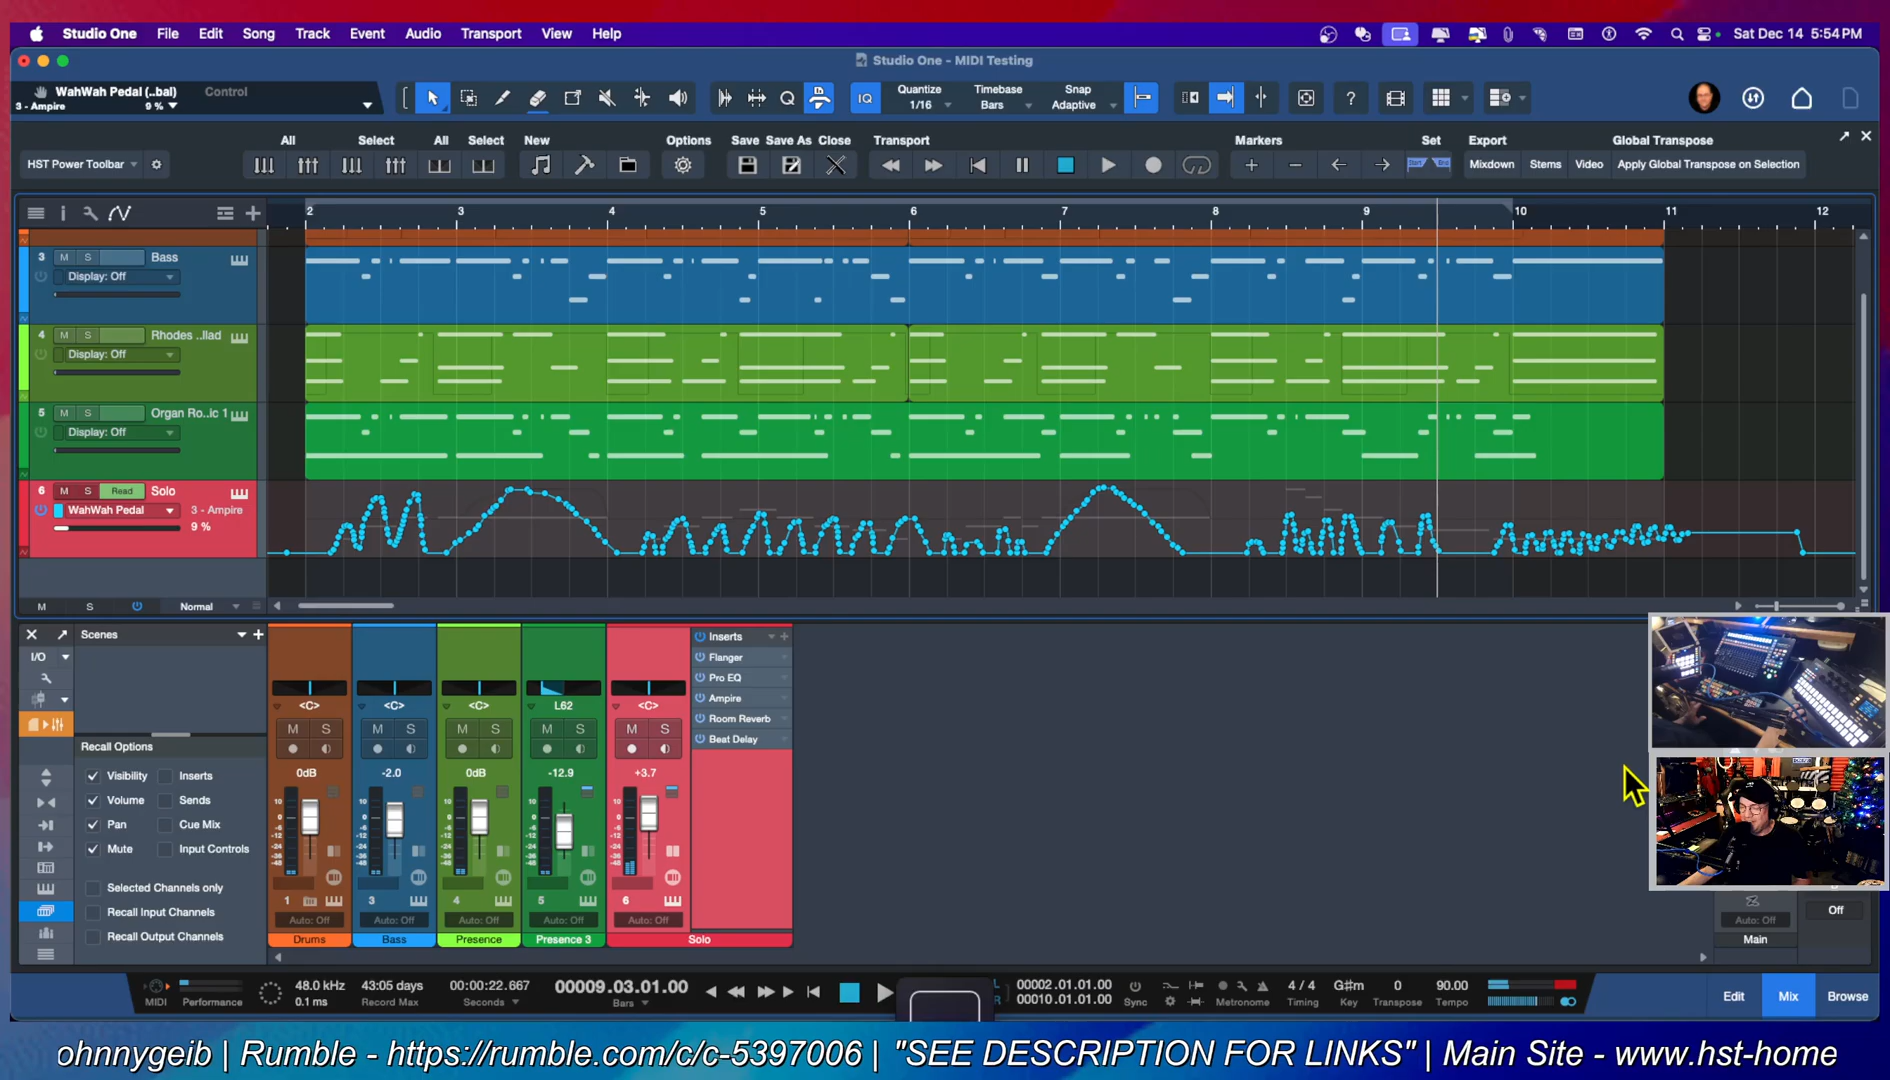 Studio One File Edit Song Track Event Audio Transport View Help Sat Dec 14 5:54 PM
Studio One - MIDI Testing
WahWah Pedal (..bal) Control
3 - Ampire 9 %
IQ Quantize 1/16 Timebase Bars Snap Adaptive
All Select All Select New Options Save Save As Close Transport Markers Set Export Global Transpose
HST Power Toolbar Start End Mixdown Stems Video Apply Global Transpose on Selection
2 3 4 5 6 7 8 9 10 11 12
3 M S Bass
Display: Off
4 M S Rhodes ..llad
Display: Off
5 M S Organ Ro..ic 1
Display: Off
6 M S Read Solo
WahWah Pedal 3 - Ampire
9 %
M S Normal
Scenes
I/O
Recall Options
Visibility Inserts
Volume Sends
Pan Cue Mix
Mute Input Controls
Selected Channels only
Recall Input Channels
Recall Output Channels
Inserts
Flanger
Pro EQ
Ampire
Room Reverb
Beat Delay
<C> <C> <C> L62 <C>
M S M S M S M S M S
0dB -2.0 0dB -12.9 +3.7
1 3 4 5 6
Auto: Off Auto: Off Auto: Off Auto: Off Auto: Off
Drums Bass Presence Presence 3 Solo
Off
Auto: Off
Main
MIDI Performance
48.0 kHz
0.1 ms
43:05 days
Record Max
00:00:22.667
Seconds
00009.03.01.00
Bars
L 00002.01.01.00
R 00010.01.01.00
Sync Metronome
4 / 4
Timing
G#m
Key
0
Transpose
90.00
Tempo
Edit Mix Browse
ohnnygeib | Rumble - https://rumble.com/c/c-5397006 | "SEE DESCRIPTION FOR LINKS" | Main Site - www.hst-home